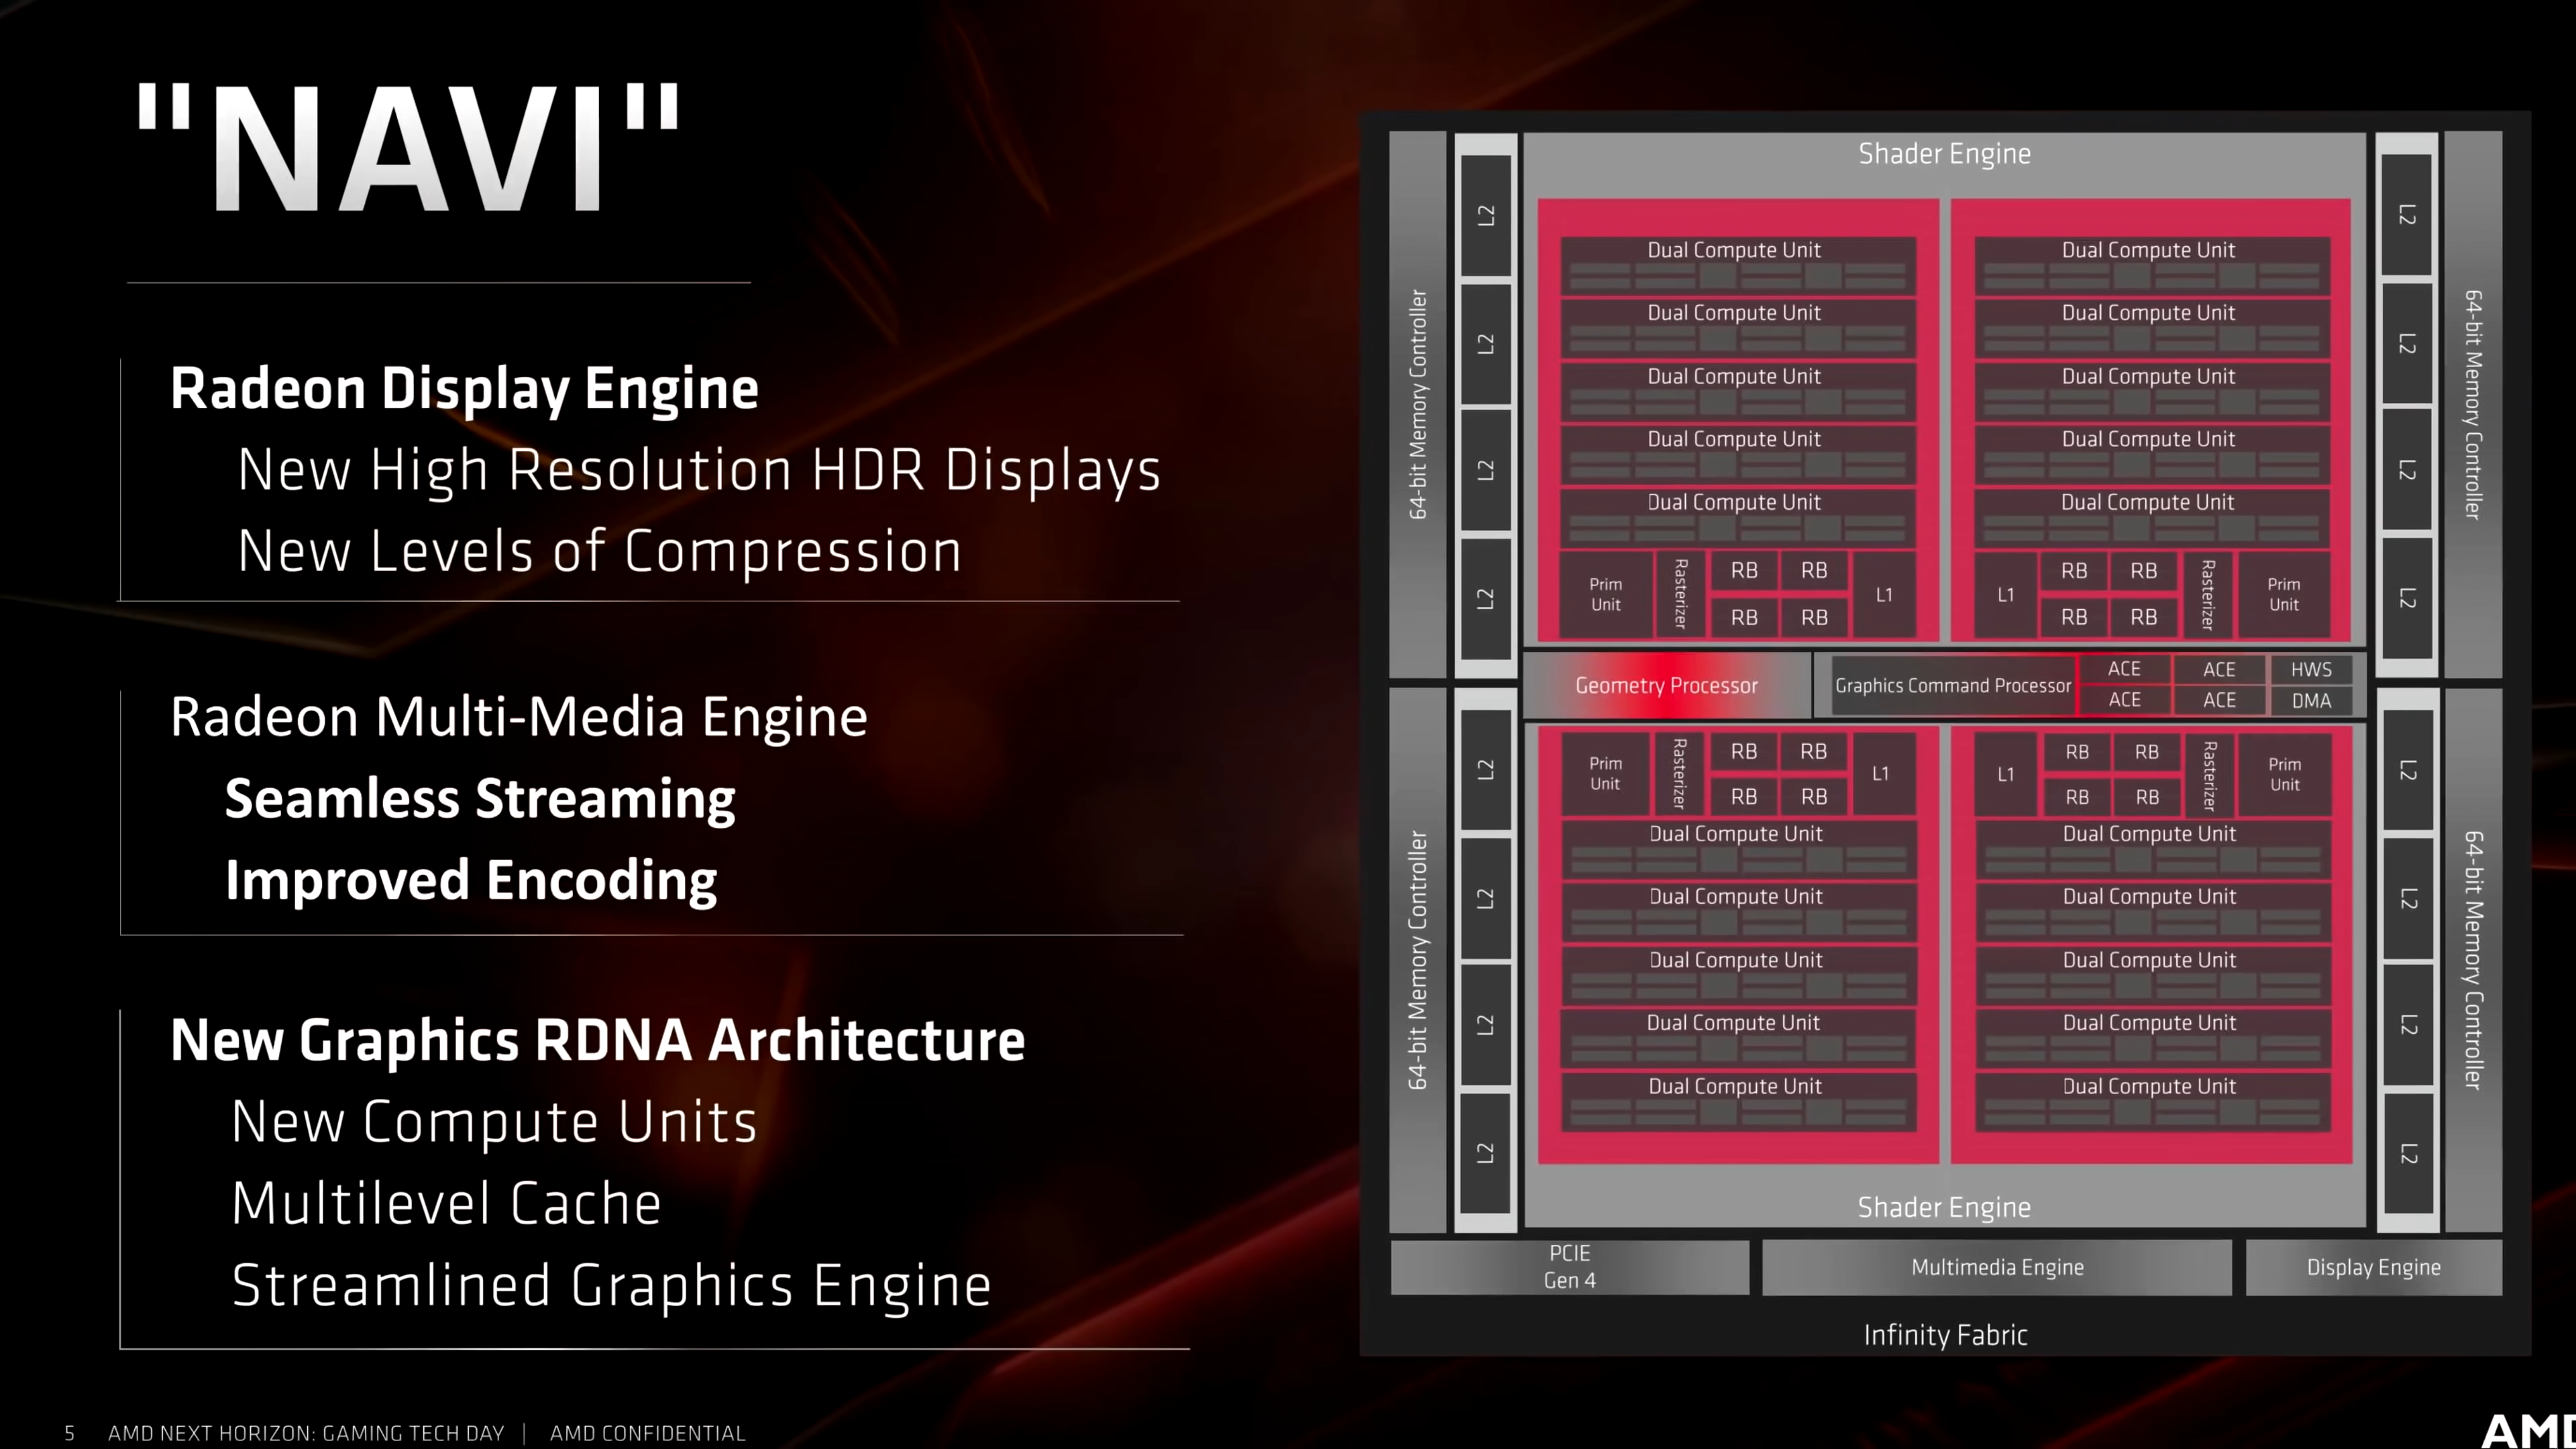 "NAVI"
Radeon Display Engine
New High Resolution HDR Displays
New Levels of Compression
Radeon Multi-Media Engine
Seamless Streaming
Improved Encoding
New Graphics RDNA Architecture
New Compute Units
Multilevel Cache
Streamlined Graphics Engine
64-bit Memory Controller
64-bit Memory Controller
L2
L2
L2
L2
L2
L2
L2
L2
Shader Engine
Dual Compute Unit
Dual Compute Unit
Dual Compute Unit
Dual Compute Unit
Dual Compute Unit
Prim
Unit
Rasterizer
RB RB
RB RB
L1
Dual Compute Unit
Dual Compute Unit
Dual Compute Unit
Dual Compute Unit
Dual Compute Unit
L1
RB RB
RB RB
Rasterizer
Prim
Unit
Geometry Processor
Graphics Command Processor
ACE ACE HWS
ACE ACE DMA
Prim
Unit
Rasterizer
RB RB
RB RB
L1
Dual Compute Unit
Dual Compute Unit
Dual Compute Unit
Dual Compute Unit
Dual Compute Unit
L1
RB RB
RB RB
Rasterizer
Prim
Unit
Dual Compute Unit
Dual Compute Unit
Dual Compute Unit
Dual Compute Unit
Dual Compute Unit
Shader Engine
L2
L2
L2
L2
L2
L2
L2
L2
64-bit Memory Controller
64-bit Memory Controller
PCIE
Gen 4
Multimedia Engine
Display Engine
Infinity Fabric
5 AMD NEXT HORIZON: GAMING TECH DAY | AMD CONFIDENTIAL
AMD